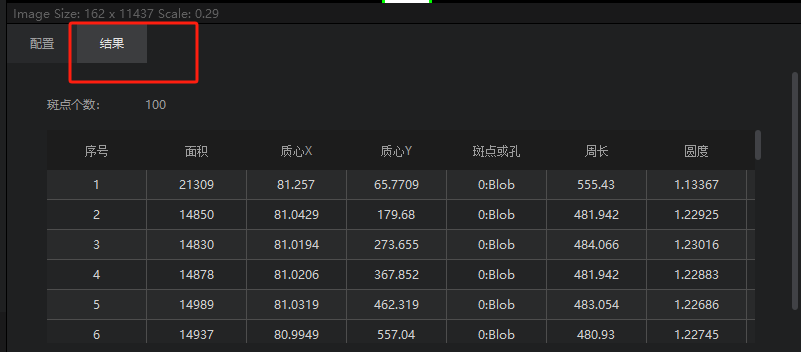 Image Size: 162 x 11437 Scale: 0.29
配置 结果
斑点个数: 100
序号 面积 质心X 质心Y 斑点或孔 周长 圆度
1 21309 81.257 65.7709 0:Blob 555.43 1.13367
2 14850 81.0429 179.68 0:Blob 481.942 1.22925
3 14830 81.0194 273.655 0:Blob 484.066 1.23016
4 14878 81.0206 367.852 0:Blob 481.942 1.22883
5 14989 81.0319 462.319 0:Blob 483.054 1.22686
6 14937 80.9949 557.04 0:Blob 480.93 1.22745